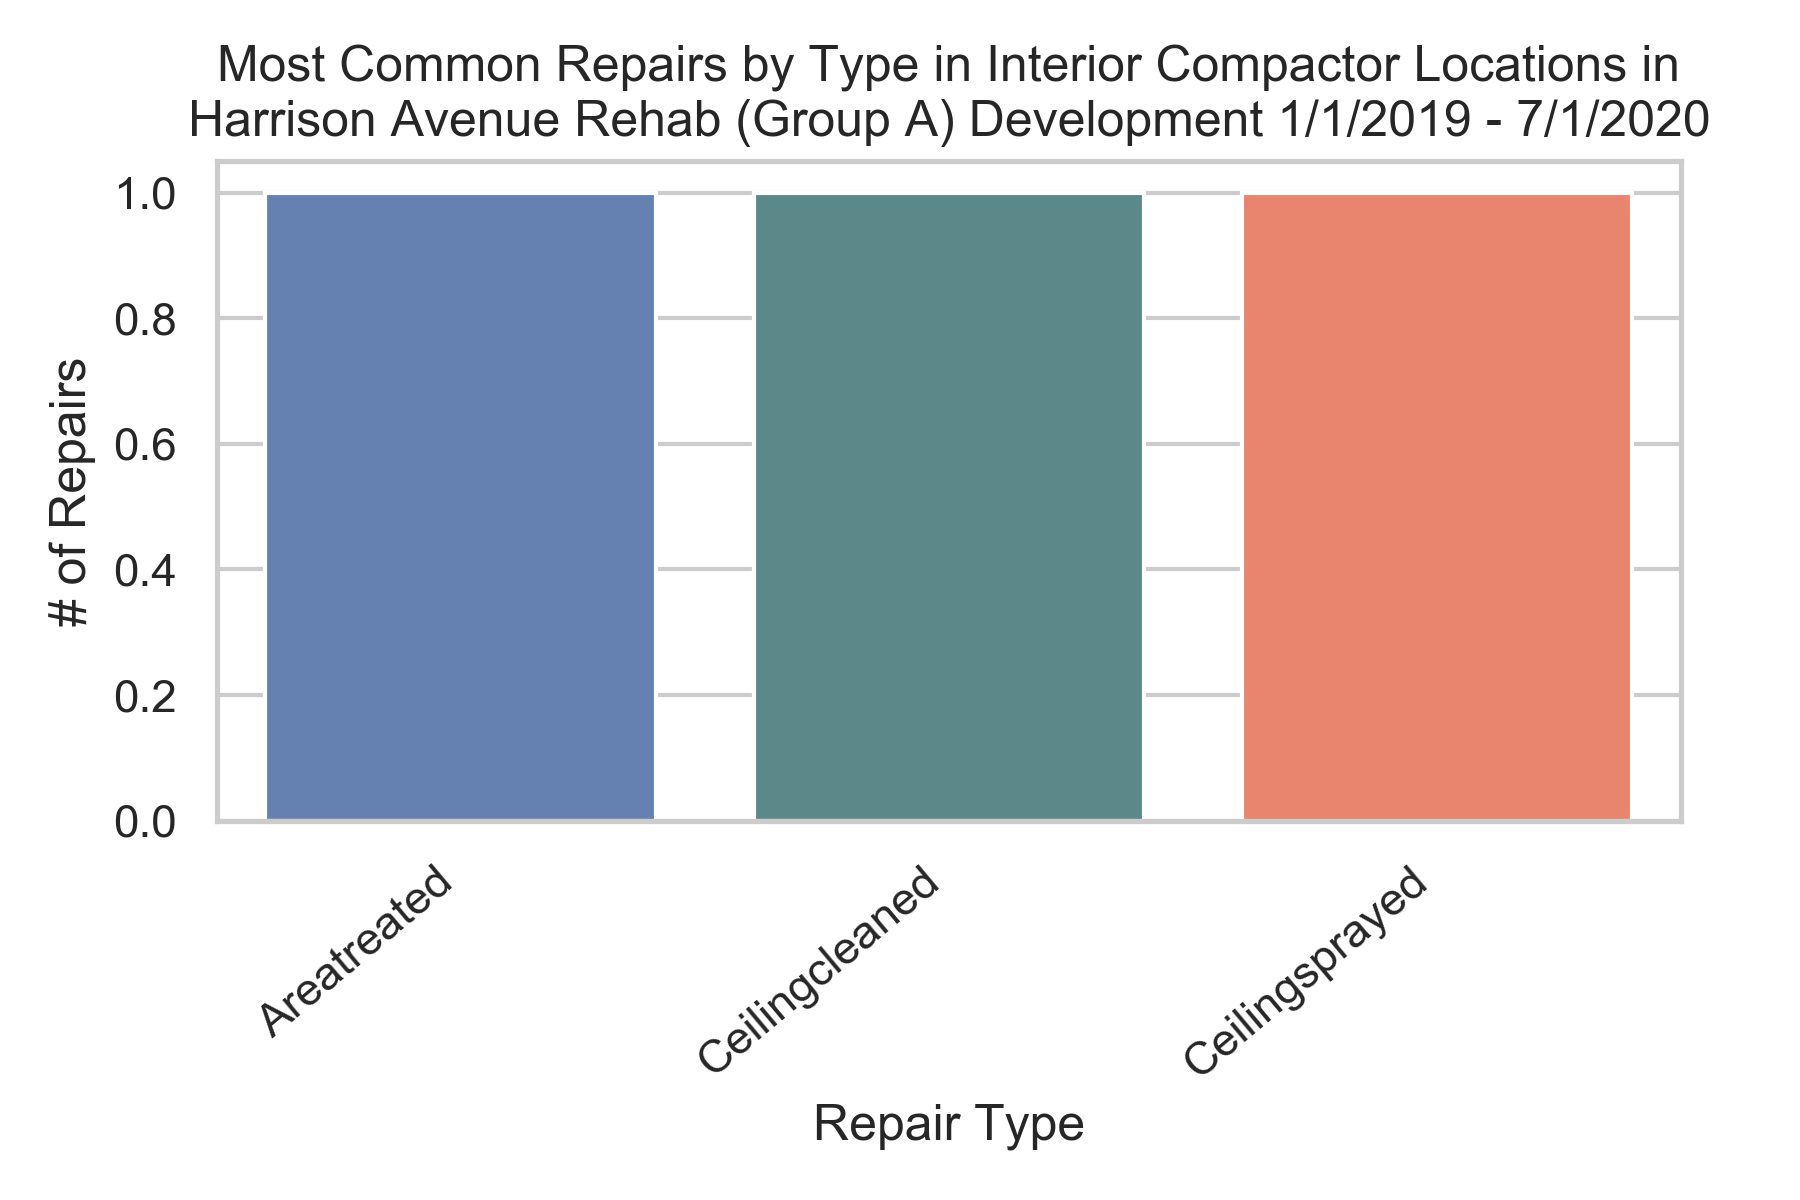 Most Common Repairs by Type in Interior Compactor Locations in
Harrison Avenue Rehab (Group A) Development 1/1/2019 - 7/1/2020
1.0
0.8
0.6
0.4
0.2
0.0
# of Repairs
Areatreated
Ceilingcleaned
Ceilingsprayed
Repair Type